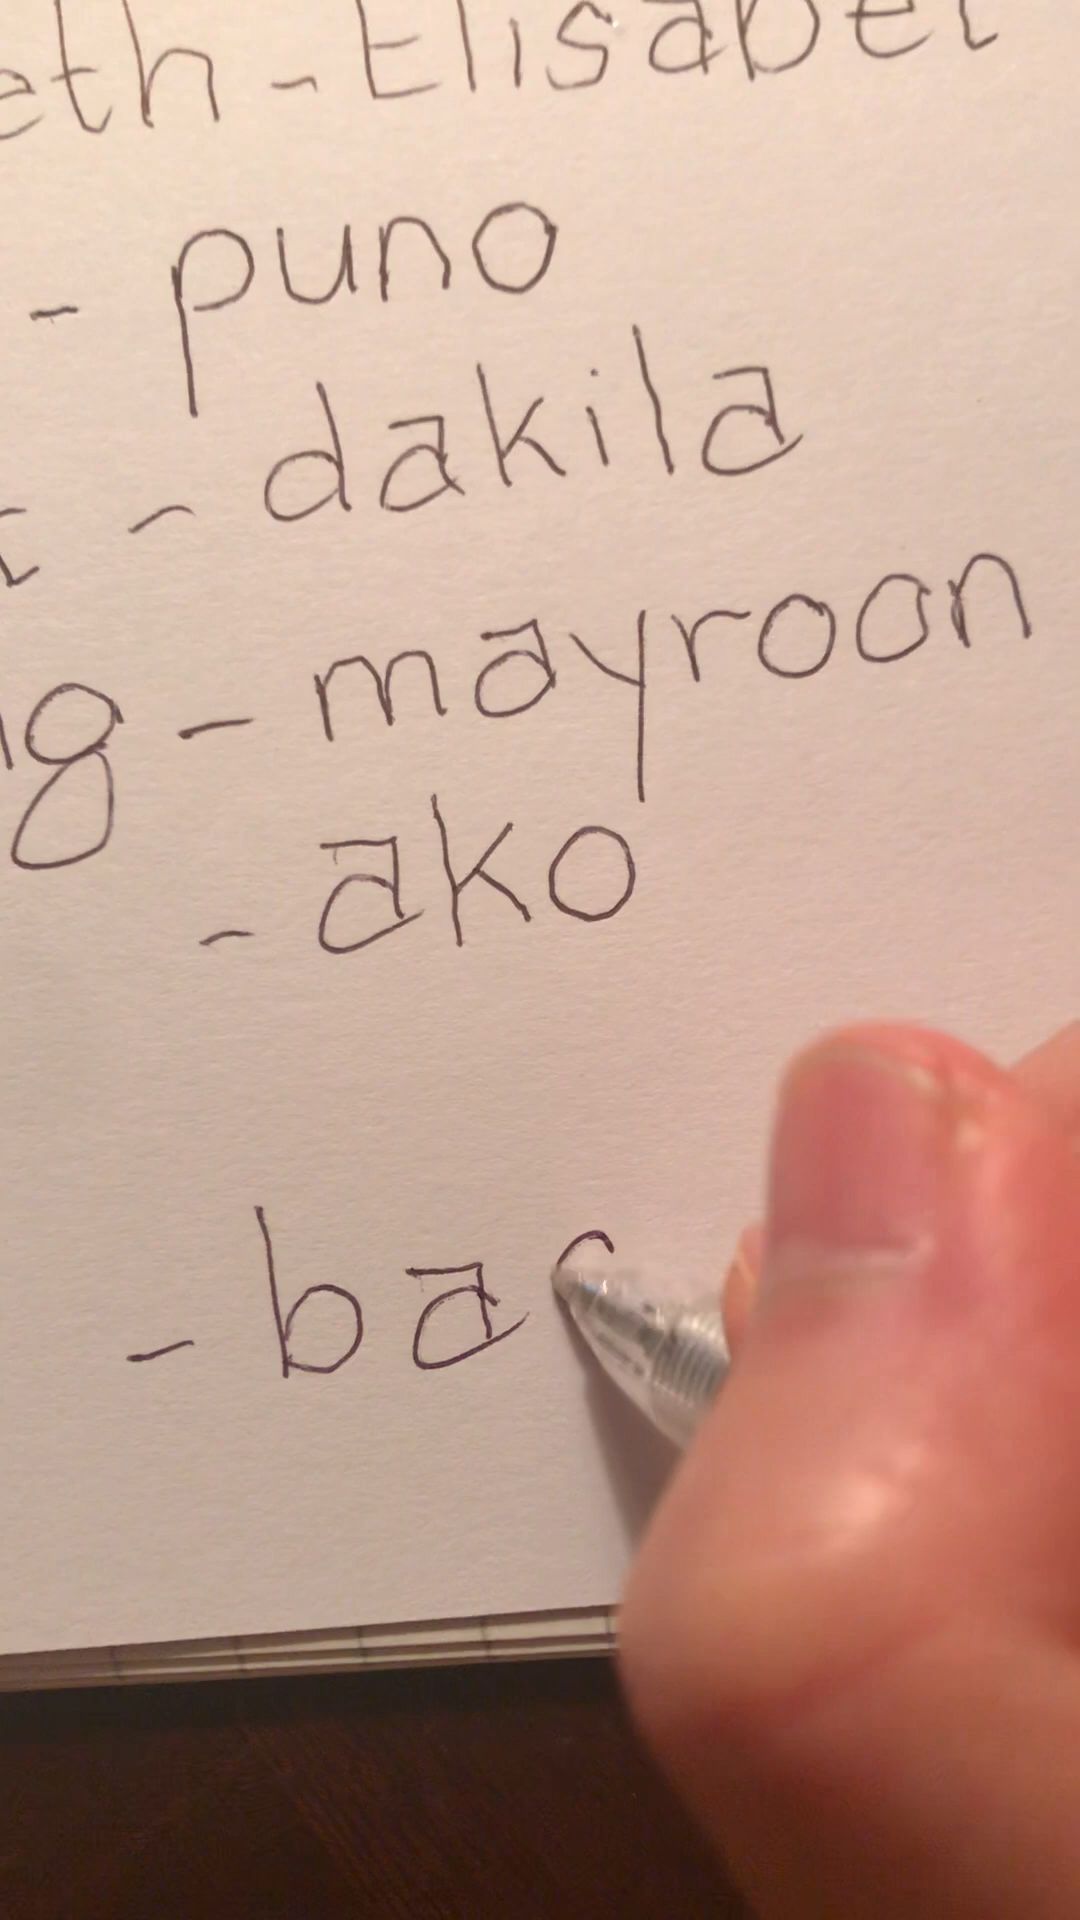 eth - Elisabet
- puno
- dakila
g - mayroon
- ako
- ba